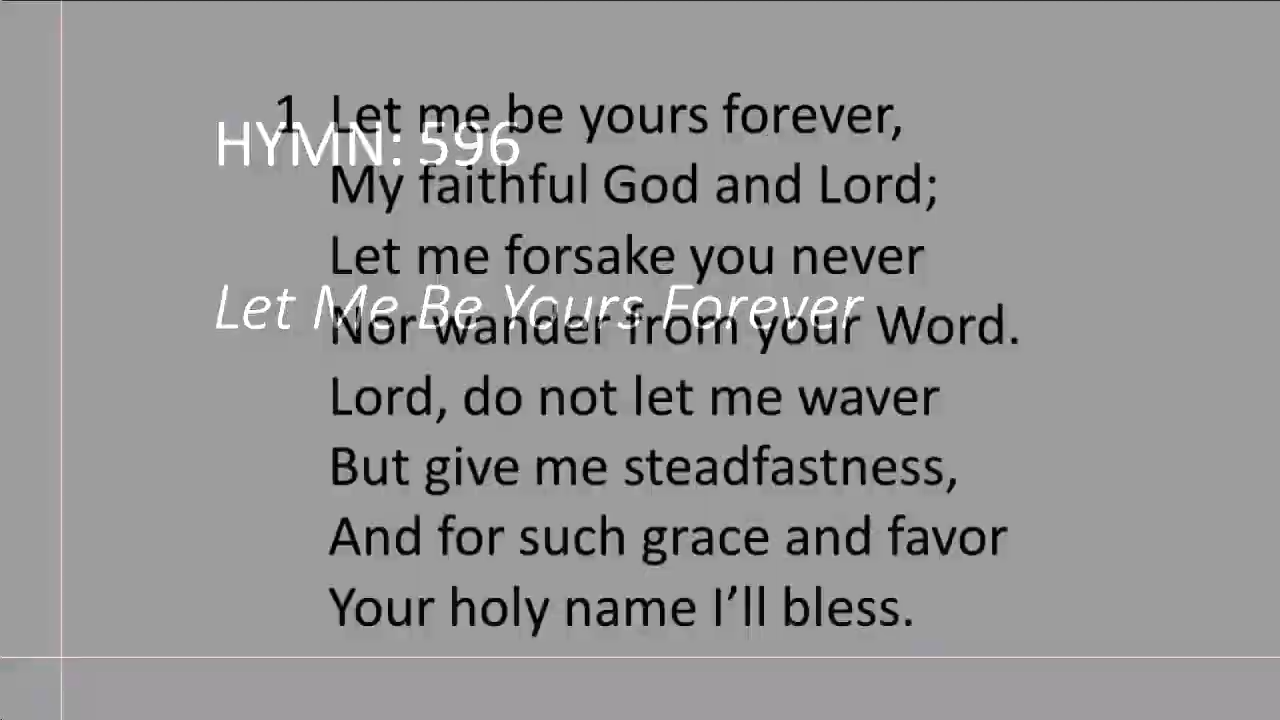 HYMN: 596
Let Me Be Yours Forever
1 Let me be yours forever,
My faithful God and Lord;
Let me forsake you never
Nor wander from your Word.
Lord, do not let me waver
But give me steadfastness,
And for such grace and favor
Your holy name I’ll bless.